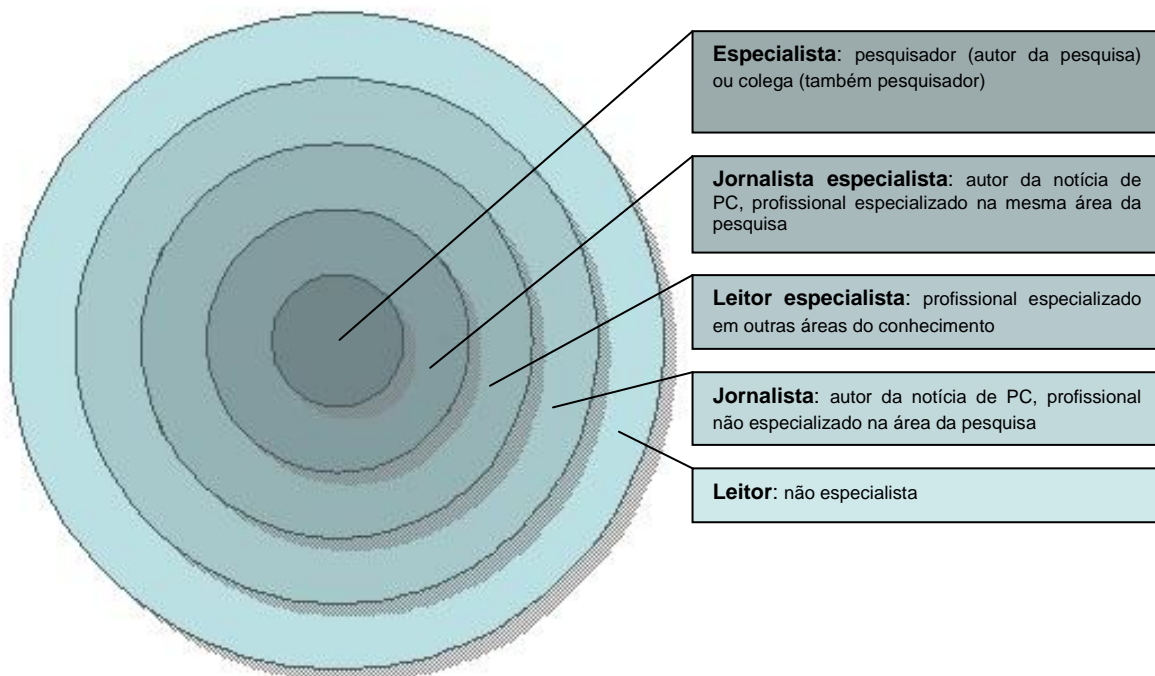 Especialista: pesquisador (autor da pesquisa)
ou colega (também pesquisador)
Jornalista especialista: autor da notícia de
PC, profissional especializado na mesma área da
pesquisa
Leitor especialista: profissional especializado
em outras áreas do conhecimento
Jornalista: autor da notícia de PC, profissional
não especializado na área da pesquisa
Leitor: não especialista